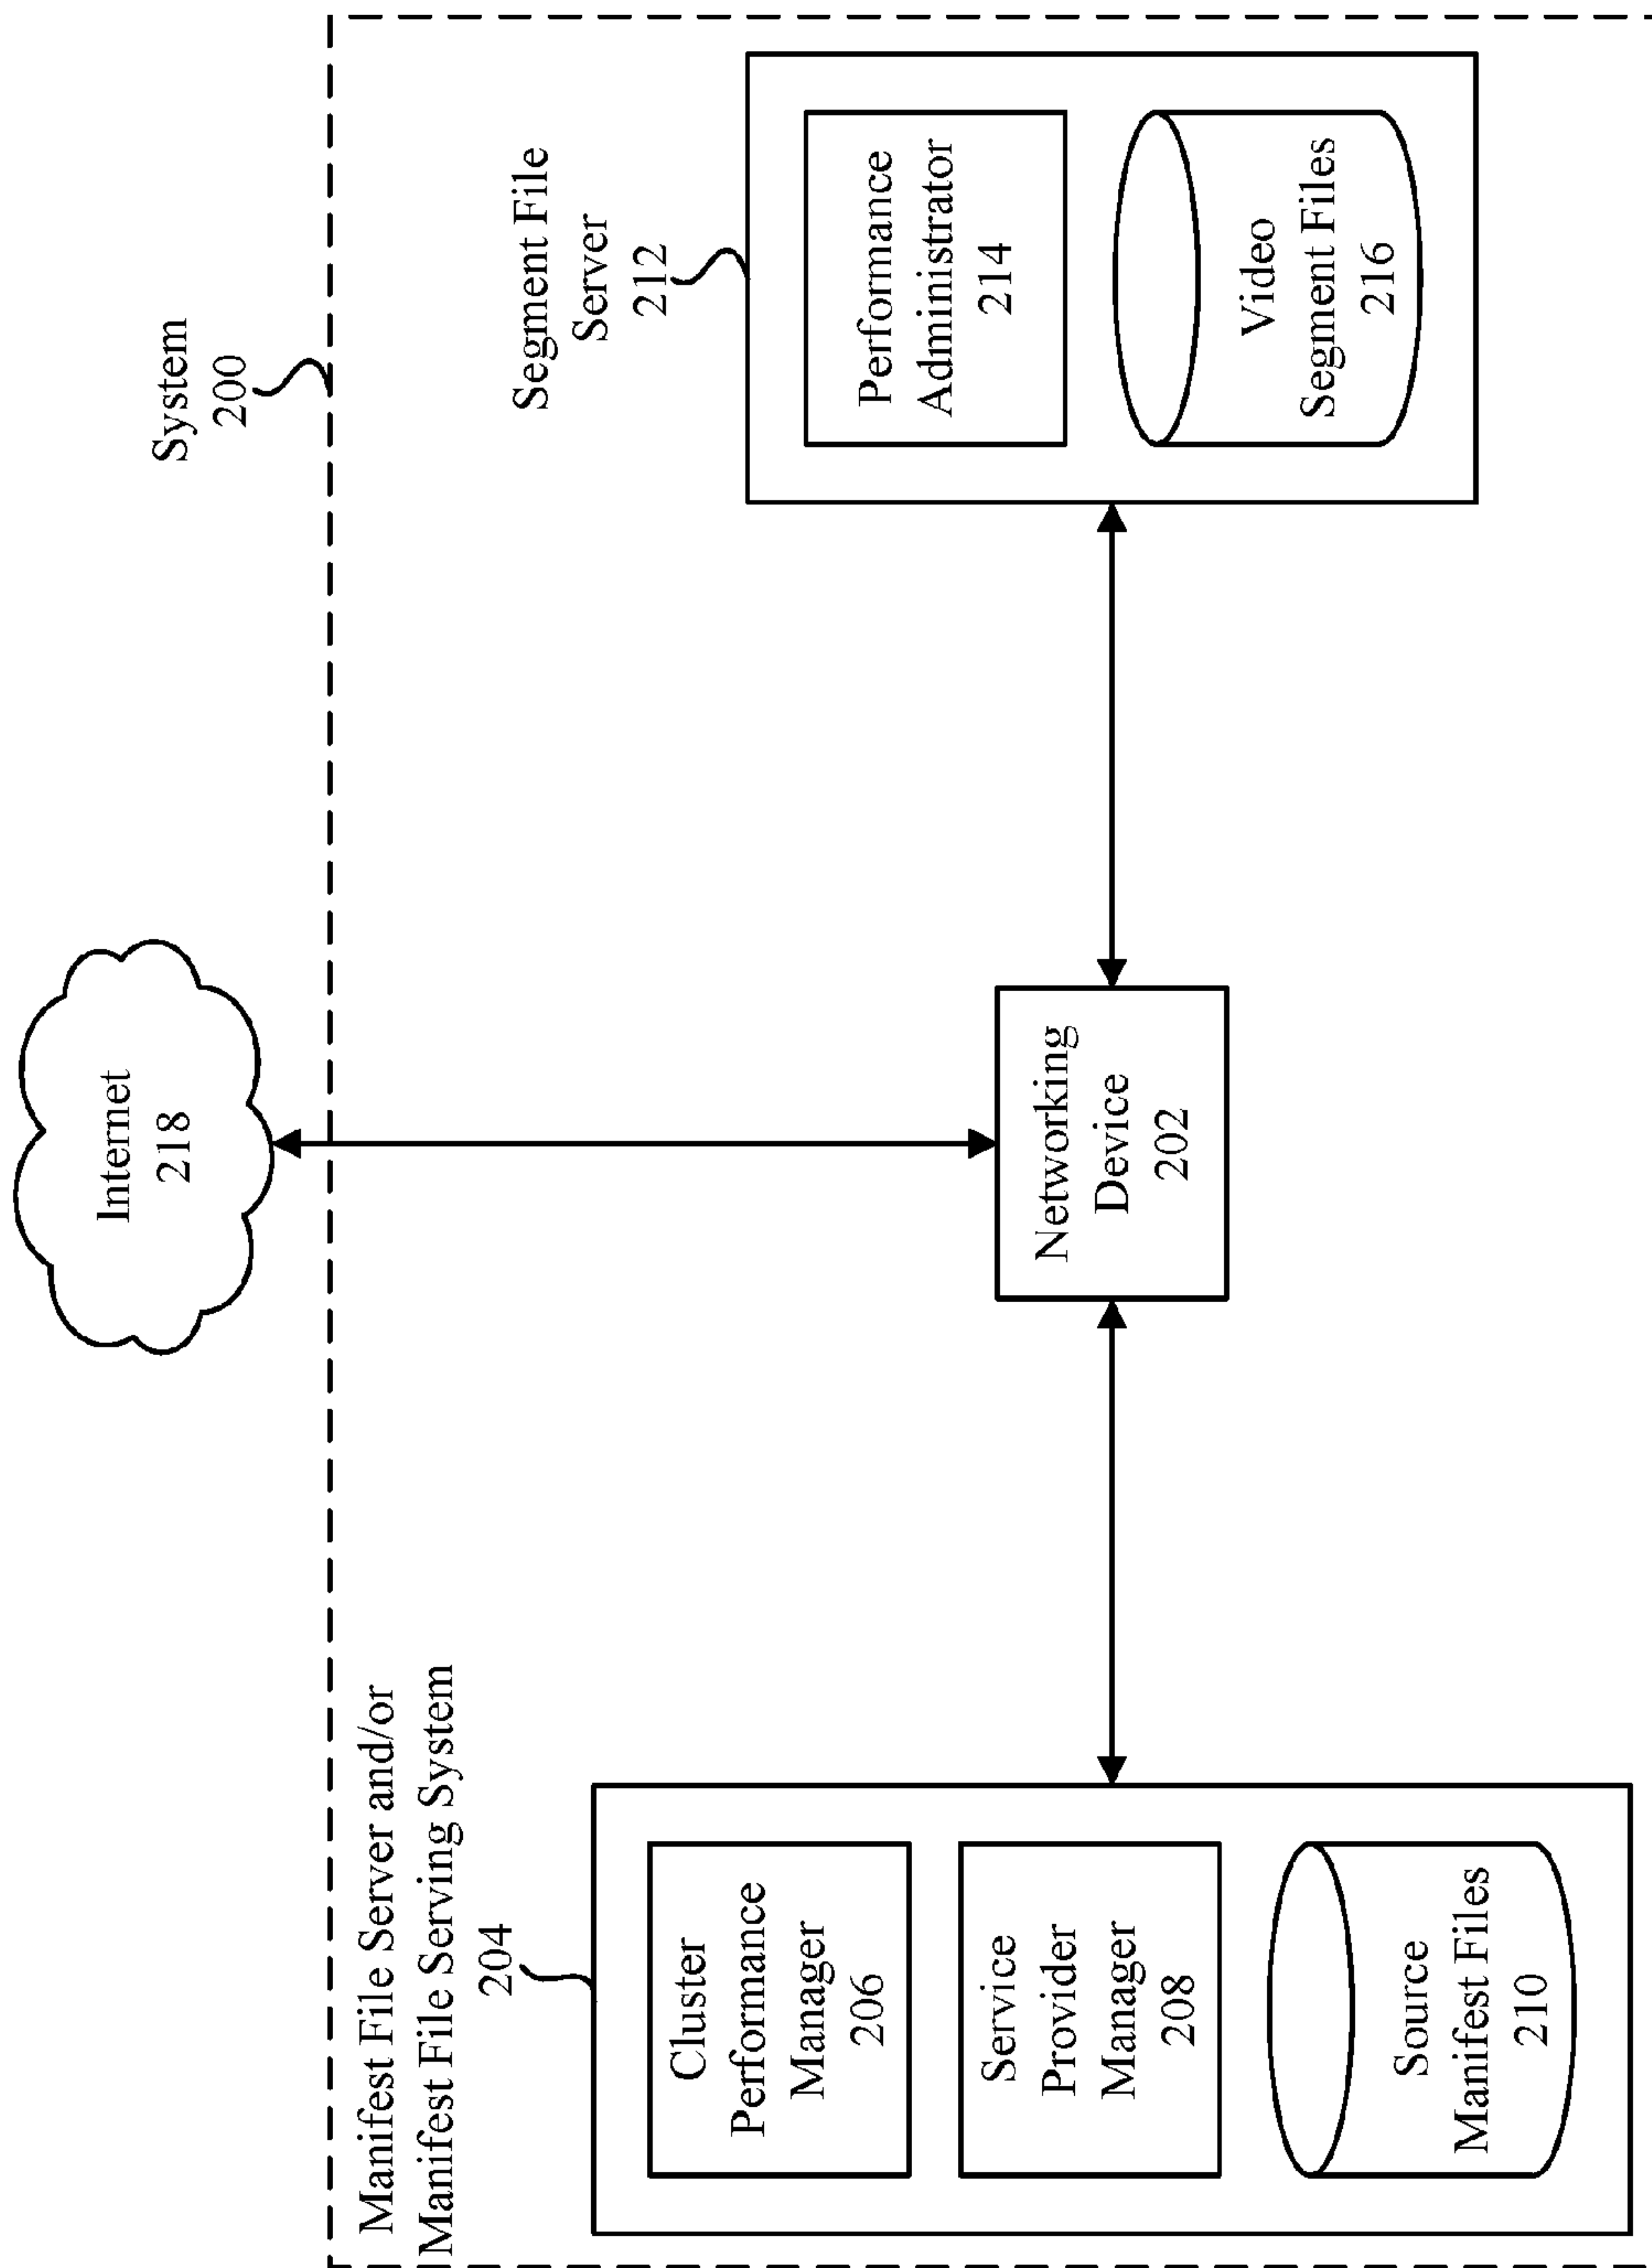 Internet
218
System
200
Manifest File Server and/or
Manifest File Serving System
204
Cluster
Performance
Manager
206
Service
Provider
Manager
208
Source
Manifest Files
210
Networking
Device
202
Segment File
Server
212
Performance
Administrator
214
Video
Segment Files
216